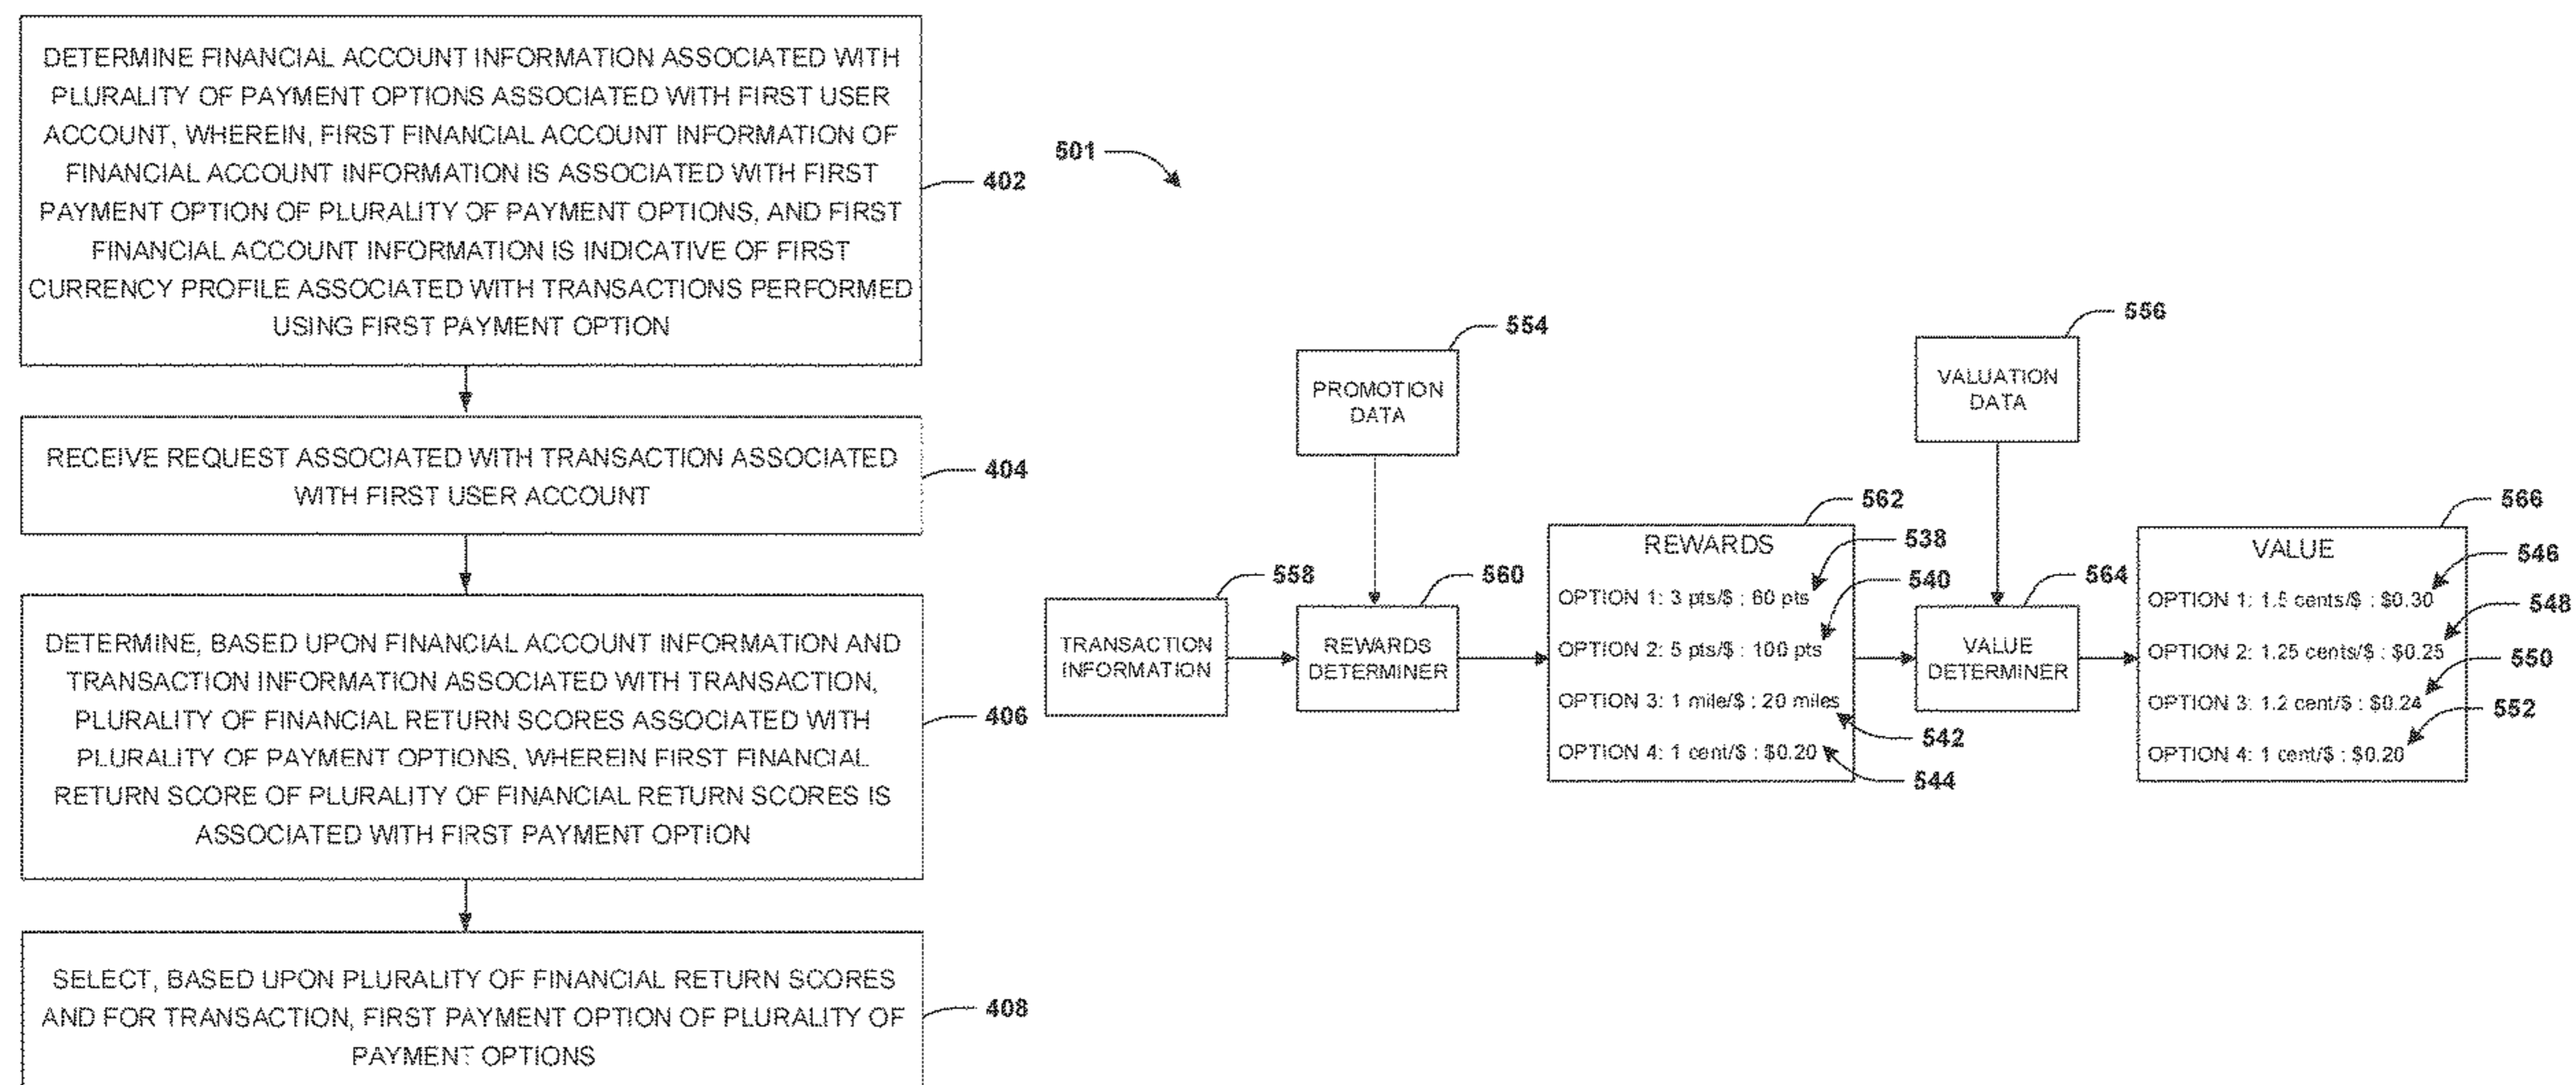 DETERMINE FINANCIAL ACCOUNT INFORMATION ASSOCIATED WITH
PLURALITY OF PAYMENT OPTIONS ASSOCIATED WITH FIRST USER
ACCOUNT, WHEREIN, FIRST FINANCIAL ACCOUNT INFORMATION OF
FINANCIAL ACCOUNT INFORMATION IS ASSOCIATED WITH FIRST
PAYMENT OPTION OF PLURALITY OF PAYMENT OPTIONS, AND FIRST
FINANCIAL ACCOUNT INFORMATION IS INDICATIVE OF FIRST
CURRENCY PROFILE ASSOCIATED WITH TRANSACTIONS PERFORMED
USING FIRST PAYMENT OPTION
402
RECEIVE REQUEST ASSOCIATED WITH TRANSACTION ASSOCIATED
WITH FIRST USER ACCOUNT
404
DETERMINE, BASED UPON FINANCIAL ACCOUNT INFORMATION AND
TRANSACTION INFORMATION ASSOCIATED WITH TRANSACTION,
PLURALITY OF FINANCIAL RETURN SCORES ASSOCIATED WITH
PLURALITY OF PAYMENT OPTIONS, WHEREIN FIRST FINANCIAL
RETURN SCORE OF PLURALITY OF FINANCIAL RETURN SCORES IS
ASSOCIATED WITH FIRST PAYMENT OPTION
406
SELECT, BASED UPON PLURALITY OF FINANCIAL RETURN SCORES
AND FOR TRANSACTION, FIRST PAYMENT OPTION OF PLURALITY OF
PAYMENT OPTIONS
408
501
554
PROMOTION
DATA
556
VALUATION
DATA
558
TRANSACTION
INFORMATION
560
REWARDS
DETERMINER
562
REWARDS
538
OPTION 1: 3 pts/$ : 60 pts
540
OPTION 2: 5 pts/$ : 100 pts
OPTION 3: 1 mile/$ : 20 miles
542
OPTION 4: 1 cent/$ : $0.20
544
564
VALUE
DETERMINER
566
VALUE
546
OPTION 1: 1.5 cents/$ : $0.30
548
OPTION 2: 1.25 cents/$ : $0.25
550
OPTION 3: 1.2 cent/$ : $0.24
552
OPTION 4: 1 cent/$ : $0.20